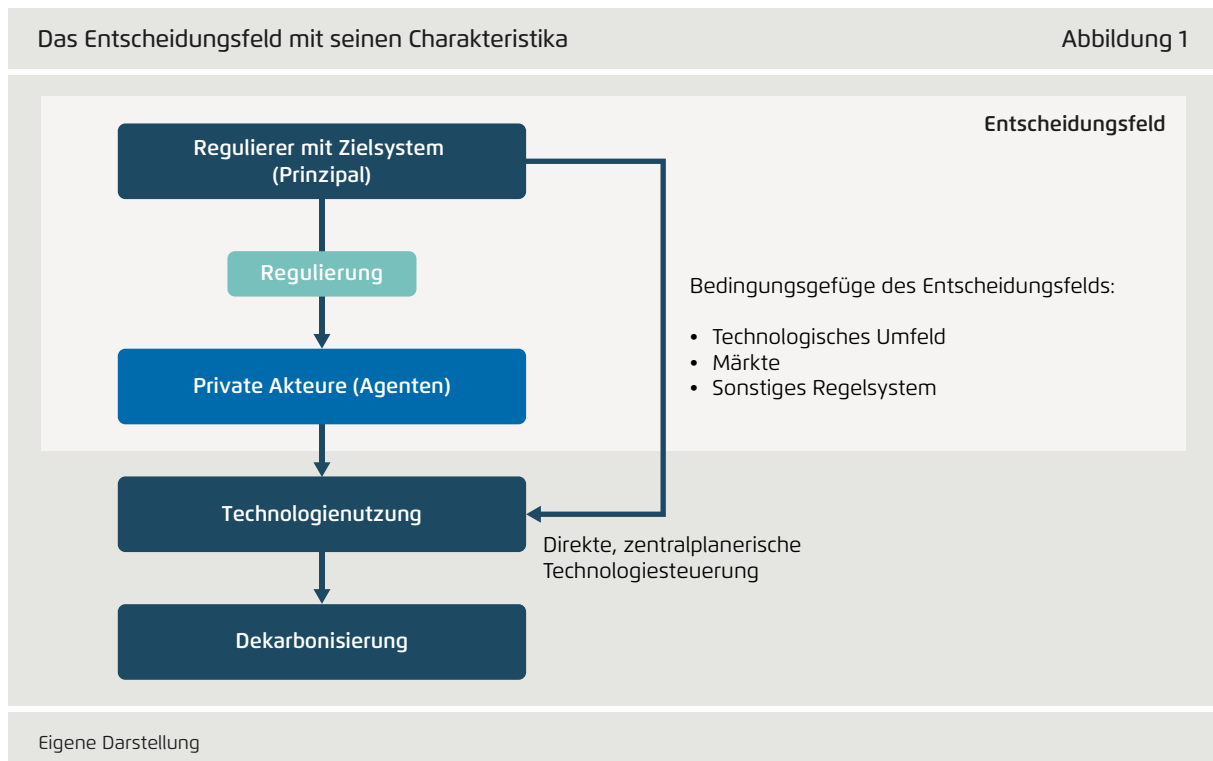 Das Entscheidungsfeld mit seinen Charakteristika
Abbildung 1
Entscheidungsfeld
Regulierer mit Zielsystem
(Prinzipal)
Regulierung
Bedingungsgefüge des Entscheidungsfelds:
• Technologisches Umfeld
• Märkte
• Sonstiges Regelsystem
Private Akteure (Agenten)
Technologienutzung
Direkte, zentralplanerische
Technologiesteuerung
Dekarbonisierung
Eigene Darstellung